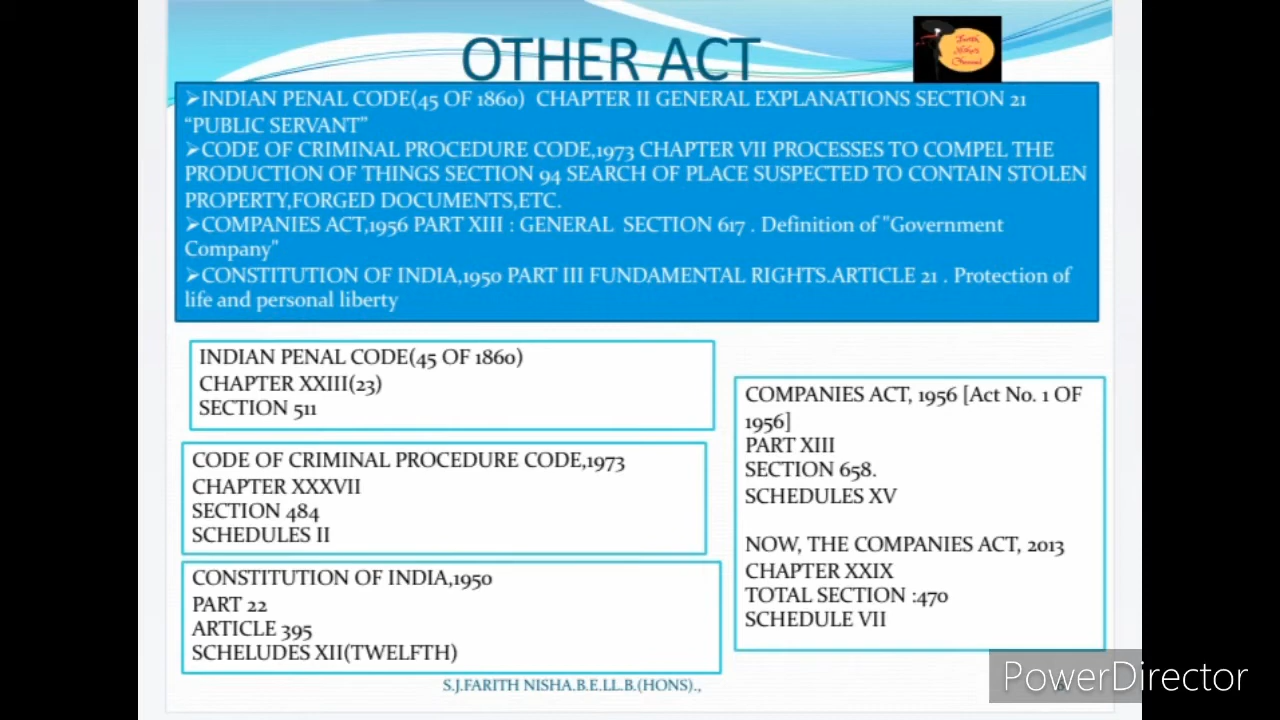 OTHER ACT
➢INDIAN PENAL CODE(45 OF 1860)  CHAPTER II GENERAL EXPLANATIONS SECTION 21
“PUBLIC SERVANT”
➢CODE OF CRIMINAL PROCEDURE CODE,1973 CHAPTER VII PROCESSES TO COMPEL THE
PRODUCTION OF THINGS SECTION 94 SEARCH OF PLACE SUSPECTED TO CONTAIN STOLEN
PROPERTY,FORGED DOCUMENTS,ETC.
➢COMPANIES ACT,1956 PART XIII : GENERAL  SECTION 617 . Definition of "Government
Company"
➢CONSTITUTION OF INDIA,1950 PART III FUNDAMENTAL RIGHTS.ARTICLE 21 . Protection of
life and personal liberty
INDIAN PENAL CODE(45 OF 1860)
CHAPTER XXIII(23)
SECTION 511
CODE OF CRIMINAL PROCEDURE CODE,1973
CHAPTER XXXVII
SECTION 484
SCHEDULES II
CONSTITUTION OF INDIA,1950
PART 22
ARTICLE 395
SCHELUDES XII(TWELFTH)
COMPANIES ACT, 1956 [Act No. 1 OF
1956]
PART XIII
SECTION 658.
SCHEDULES XV
NOW, THE COMPANIES ACT, 2013
CHAPTER XXIX
TOTAL SECTION :470
SCHEDULE VII
S.J.FARITH NISHA.B.E.LL.B.(HONS).,
PowerDirector